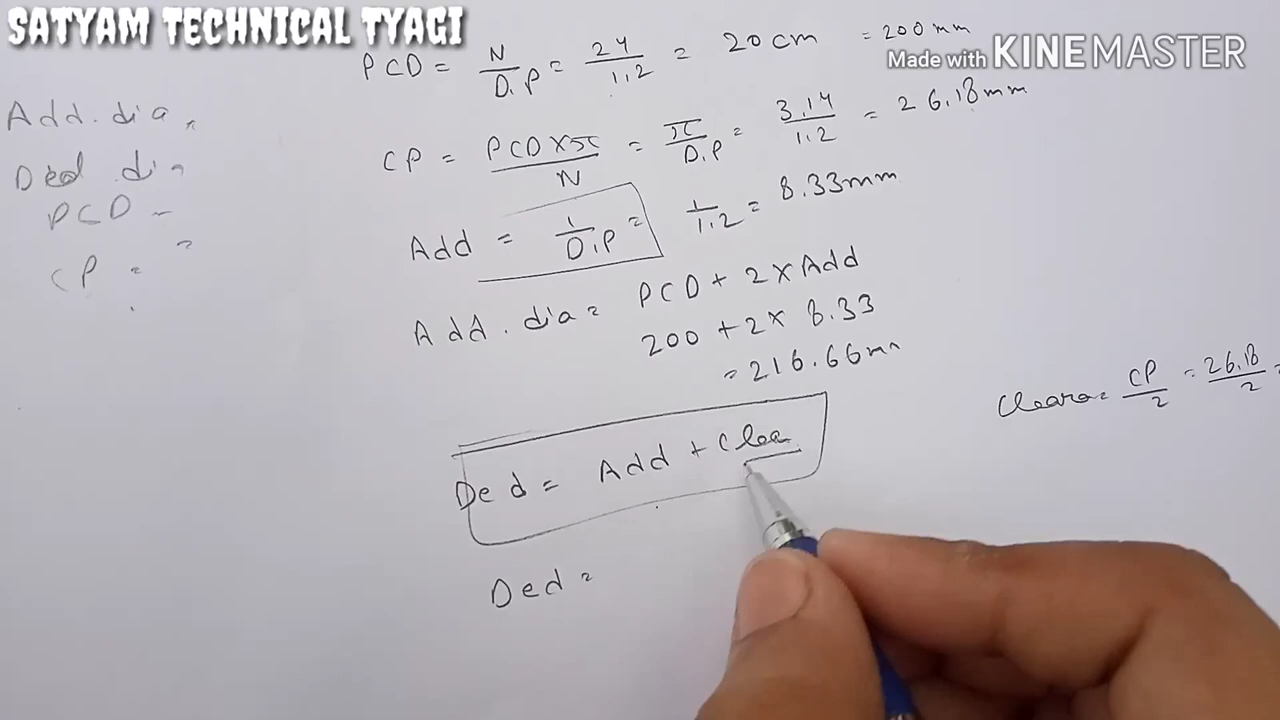 SATYAM TECHNICAL TYAGI
Made with KINEMASTER
PCD = N/D.P = 24/1.2 = 20 cm = 200 mm
Add. dia
Ded dia
PCD -
CP = ?
CP = PCD X π / N = π/D.P = 3.14/1.2 = 26.18 mm
Add = 1/D.P = 1/1.2 = 8.33 mm
Add. dia = PCD + 2 X Add
200 + 2 X 8.33
= 216.66 mm
Cleara = CP/2 = 26.18/2 =
Ded = Add + Clea
Ded =